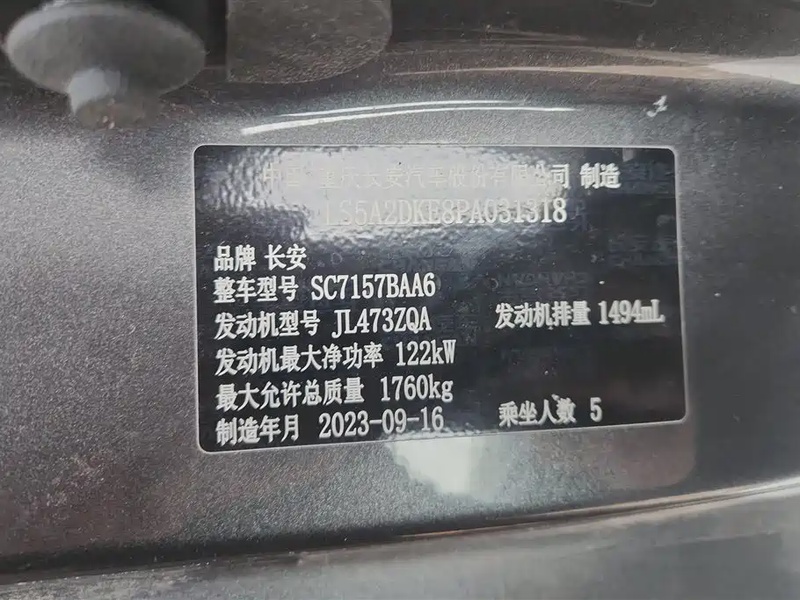 中国 重庆长安汽车股份有限公司 制造
LS5A2DKE8PA031318
品牌 长安
整车型号 SC7157BAA6
发动机型号 JL473ZQA 发动机排量 1494mL
发动机最大净功率 122kW
最大允许总质量 1760kg
制造年月 2023-09-16 乘坐人数 5